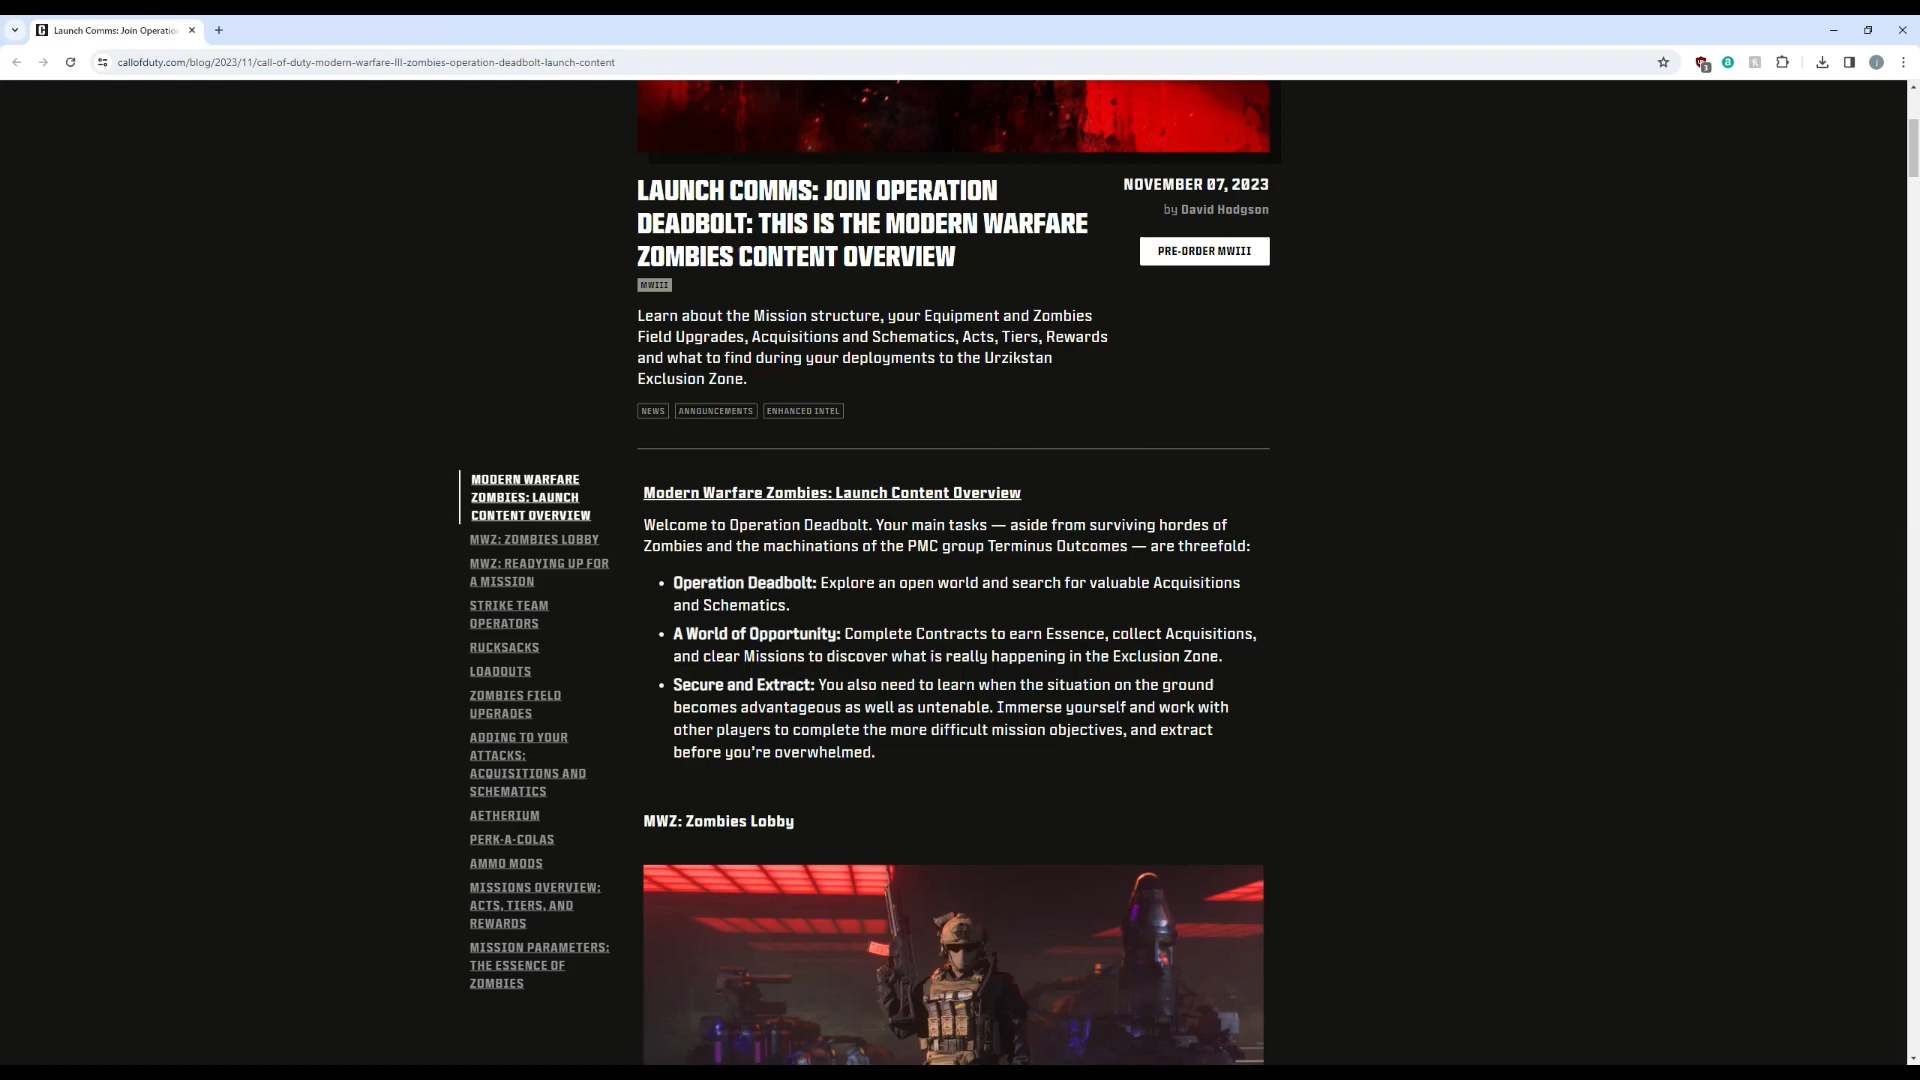 Launch Comms: Join Operatio
callofduty.com/blog/2023/11/call-of-duty-modern-warfare-III-zombies-operation-deadbolt-launch-content
3
LAUNCH COMMS: JOIN OPERATION
DEADBOLT: THIS IS THE MODERN WARFARE
ZOMBIES CONTENT OVERVIEW
NOVEMBER 07, 2023
by David Hodgson
PRE-ORDER MWIII
MWIII
Learn about the Mission structure, your Equipment and Zombies
Field Upgrades, Acquisitions and Schematics, Acts, Tiers, Rewards
and what to find during your deployments to the Urzikstan
Exclusion Zone.
NEWS ANNOUNCEMENTS ENHANCED INTEL
MODERN WARFARE
ZOMBIES: LAUNCH
CONTENT OVERVIEW
MWZ: ZOMBIES LOBBY
MWZ: READYING UP FOR
A MISSION
STRIKE TEAM
OPERATORS
RUCKSACKS
LOADOUTS
ZOMBIES FIELD
UPGRADES
ADDING TO YOUR
ATTACKS:
ACQUISITIONS AND
SCHEMATICS
AETHERIUM
PERK-A-COLAS
AMMO MODS
MISSIONS OVERVIEW:
ACTS, TIERS, AND
REWARDS
MISSION PARAMETERS:
THE ESSENCE OF
ZOMBIES
Modern Warfare Zombies: Launch Content Overview
Welcome to Operation Deadbolt. Your main tasks — aside from surviving hordes of
Zombies and the machinations of the PMC group Terminus Outcomes — are threefold:
• Operation Deadbolt: Explore an open world and search for valuable Acquisitions
and Schematics.
• A World of Opportunity: Complete Contracts to earn Essence, collect Acquisitions,
and clear Missions to discover what is really happening in the Exclusion Zone.
• Secure and Extract: You also need to learn when the situation on the ground
becomes advantageous as well as untenable. Immerse yourself and work with
other players to complete the more difficult mission objectives, and extract
before you're overwhelmed.
MWZ: Zombies Lobby